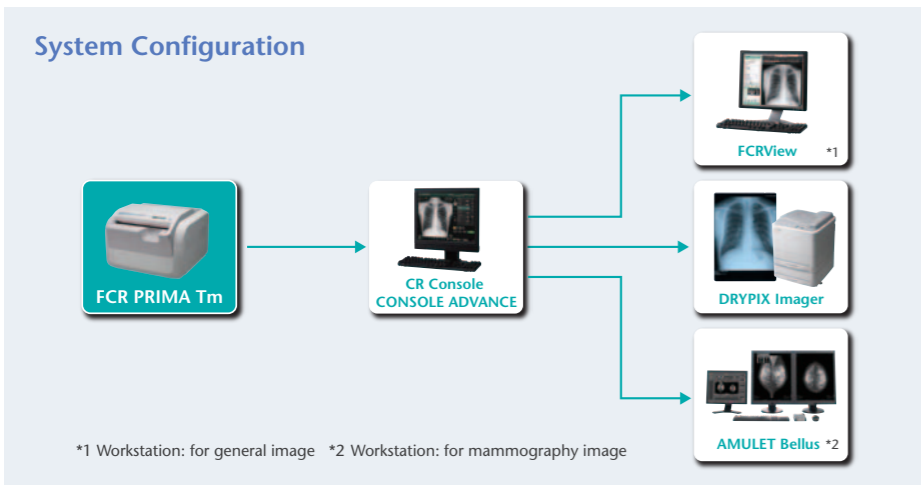 System Configuration
FCRView *1
FCR PRIMA Tm
CR Console
CONSOLE ADVANCE
DRYPIX Imager
AMULET Bellus *2
*1 Workstation: for general image *2 Workstation: for mammography image